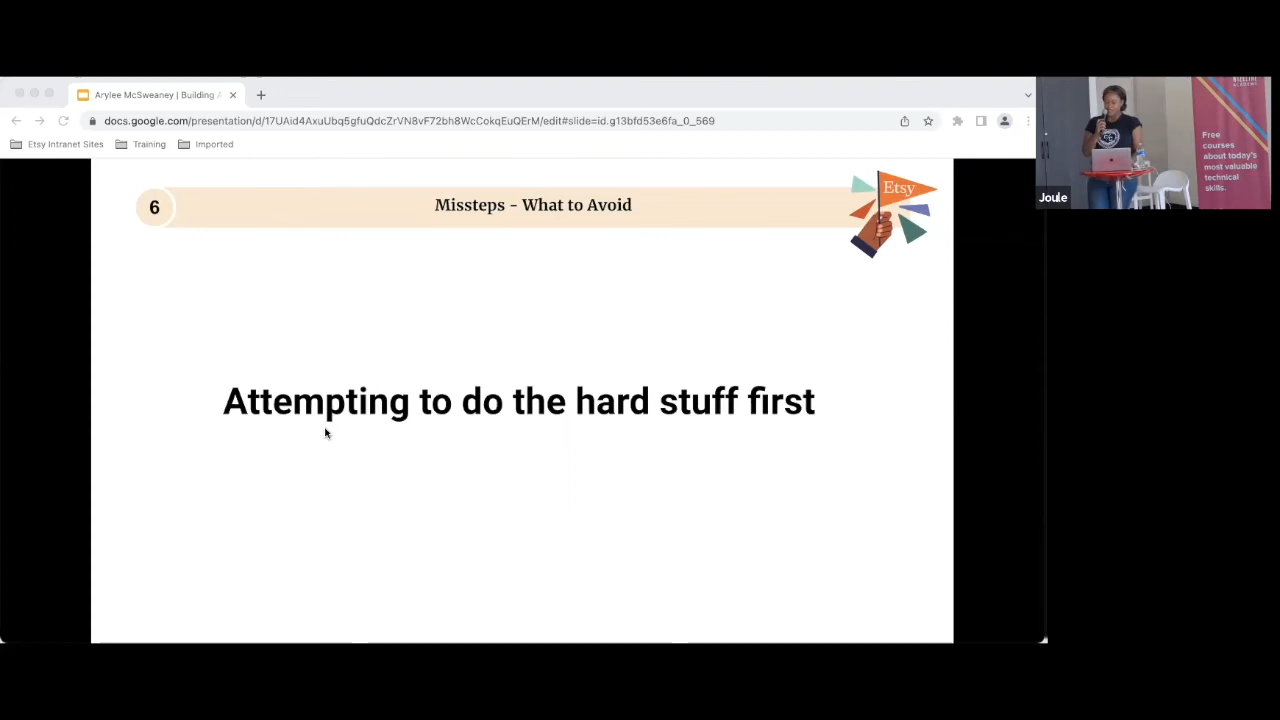 Arylee McSweaney | Building A
docs.google.com/presentation/d/17UAid4AxuUbq5gfuQdcZrVN8vF72bh8WcCokqEuQErM/edit#slide=id.g13bfd53e6fa_0_569
Etsy Intranet Sites
Training
Imported
6
Missteps - What to Avoid
Etsy
Attempting to do the hard stuff first
Free
courses
about today's
most valuable
technical
skills.
Joule